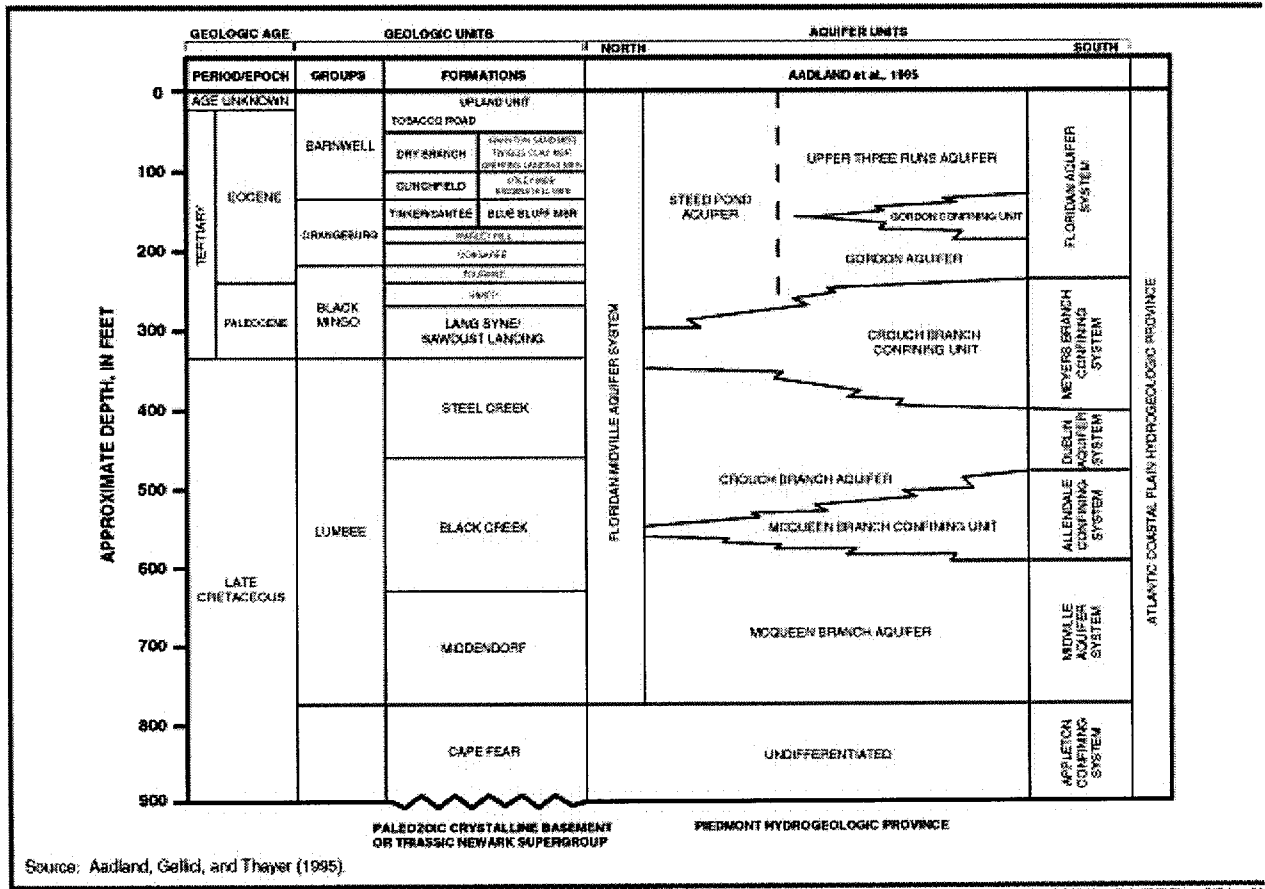 GEOLOGIC AGE
GEOLOGIC UNITS
AQUIFER UNITS
NORTH
SOUTH
PERIOD/EPOCH
GROUPS
FORMATIONS
AADLAND et al., 1995
APPROXIMATE DEPTH, IN FEET
0
100
200
300
400
500
600
700
800
900
AGE UNKNOWN
TERTIARY
EOCENE
PALEOCENE
LATE
CRETACEOUS
BARNWELL
ORANGEBURG
BLACK
MINGO
LUMBEE
UPLAND UNIT
TOBACCO ROAD
DRY BRANCH
CLINCHFIELD
TINKER/SANTEE
BLUE BLUFF MBR
CONGAREE
LANG SYNE/
SAWDUST LANDING
STEEL CREEK
BLACK CREEK
MIDDENDORF
CAPE FEAR
PALEOZOIC CRYSTALLINE BASEMENT
OR TRIASSIC NEWARK SUPERGROUP
FLORIDAN-MIDVILLE AQUIFER SYSTEM
STEED POND
AQUIFER
UPPER THREE RUNS AQUIFER
GORDON CONFINING UNIT
GORDON AQUIFER
CROUCH BRANCH
CONFINING UNIT
CROUCH BRANCH AQUIFER
MCQUEEN BRANCH CONFINING UNIT
MCQUEEN BRANCH AQUIFER
UNDIFFERENTIATED
PIEDMONT HYDROGEOLOGIC PROVINCE
FLORIDAN AQUIFER
SYSTEM
MEYERS BRANCH
CONFINING
SYSTEM
DUBLIN
AQUIFER
SYSTEM
ALLENDALE
CONFINING
SYSTEM
MIDVILLE
AQUIFER
SYSTEM
APPLETON
CONFINING
SYSTEM
ATLANTIC COASTAL PLAIN HYDROGEOLOGIC PROVINCE
Source: Aadland, Gellici, and Thayer (1995).